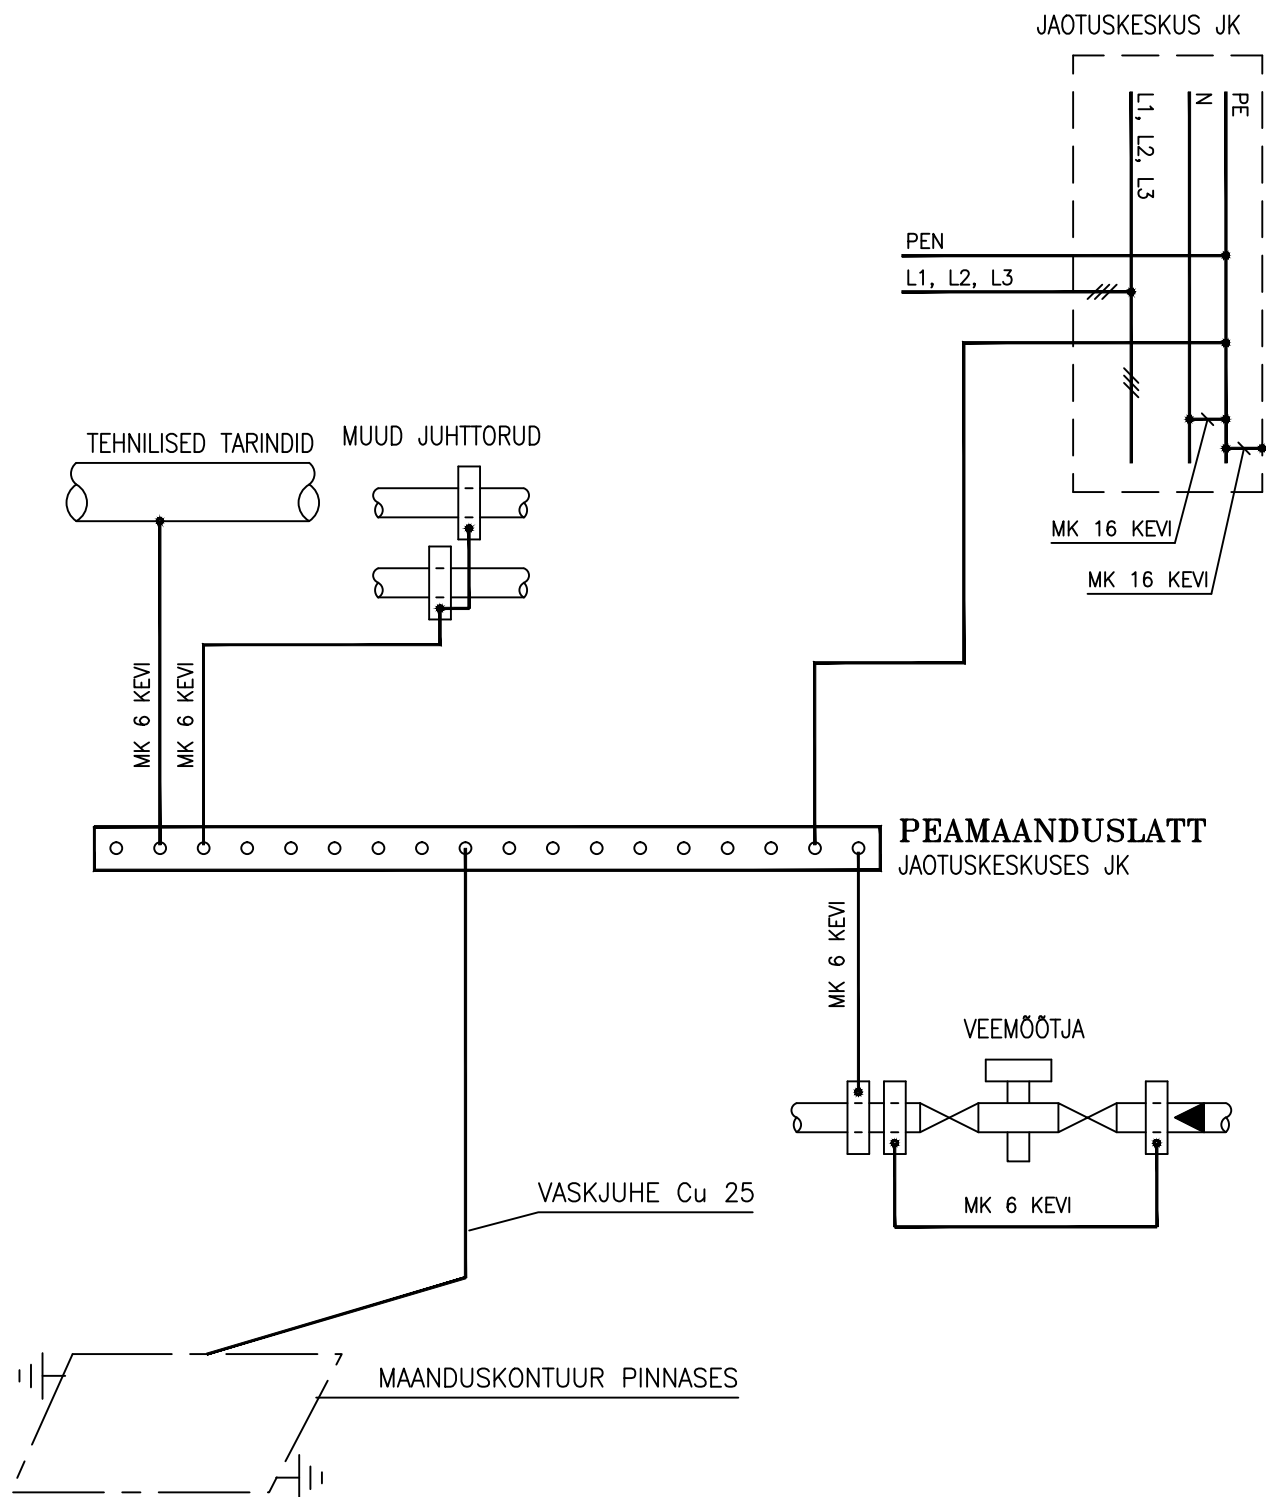 JAOTUSKESKUS JK
L1, L2, L3
N
PE
PEN
L1, L2, L3
TEHNILISED TARINDID
MUUD JUHTTORUD
MK 16 KEVI
MK 16 KEVI
MK 6 KEVI
MK 6 KEVI
PEAMAANDUSLATT
JAOTUSKESKUSES JK
MK 6 KEVI
VEEMÕÕTJA
VASKJUHE Cu 25
MK 6 KEVI
MAANDUSKONTUUR PINNASES